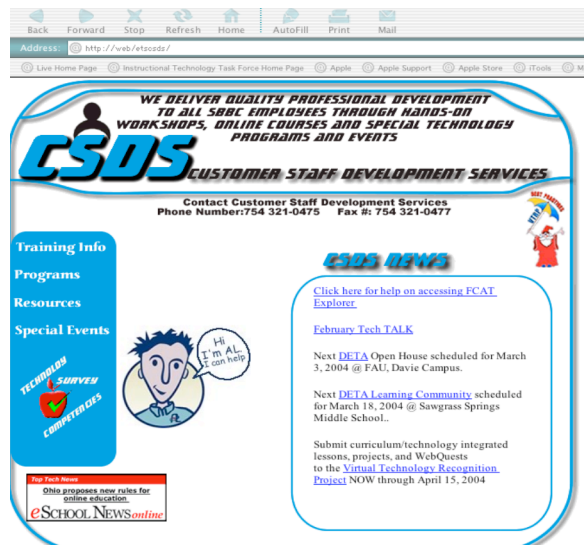 Back Forward Stop Refresh Home AutoFill Print Mail
Address: http://web/etscsds/
Live Home Page Instructional Technology Task Force Home Page Apple Apple Support Apple Store iTools
WE DELIVER QUALITY PROFESSIONAL DEVELOPMENT
TO ALL SBBC EMPLOYEES THROUGH HANDS-ON
WORKSHOPS, ONLINE COURSES AND SPECIAL TECHNOLOGY
PROGRAMS AND EVENTS
CSDS
CUSTOMER STAFF DEVELOPMENT SERVICES
Contact Customer Staff Development Services
Phone Number:754 321-0475 Fax #: 754 321-0477
BEST PRACTICES
Training Info
Programs
Resources
Special Events
TECHNOLOGY
SURVEY
COMPETENCIES
Hi
I'm AL.
I can help
CSDS NEWS
Click here for help on accessing FCAT
Explorer
February Tech TALK
Next DETA Open House scheduled for March
3, 2004 @ FAU, Davie Campus.
Next DETA Learning Community scheduled
for March 18, 2004 @ Sawgrass Springs
Middle School..
Submit curriculum/technology integrated
lessons, projects, and WebQuests
to the Virtual Technology Recognition
Project NOW through April 15, 2004
Top Tech News
Ohio proposes new rules for
online education
eSCHOOL NEWS online